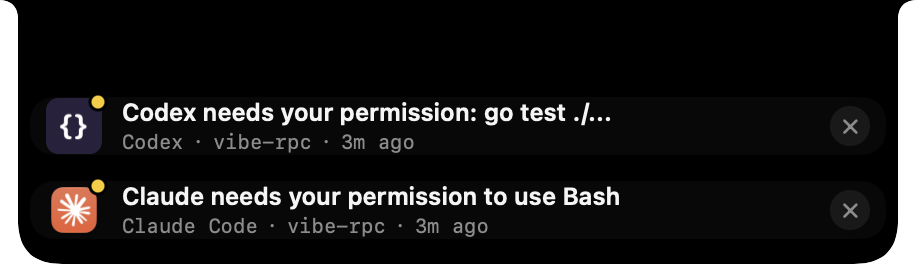 {}
Codex needs your permission: go test ./...
Codex · vibe-rpc · 3m ago
Claude needs your permission to use Bash
Claude Code · vibe-rpc · 3m ago